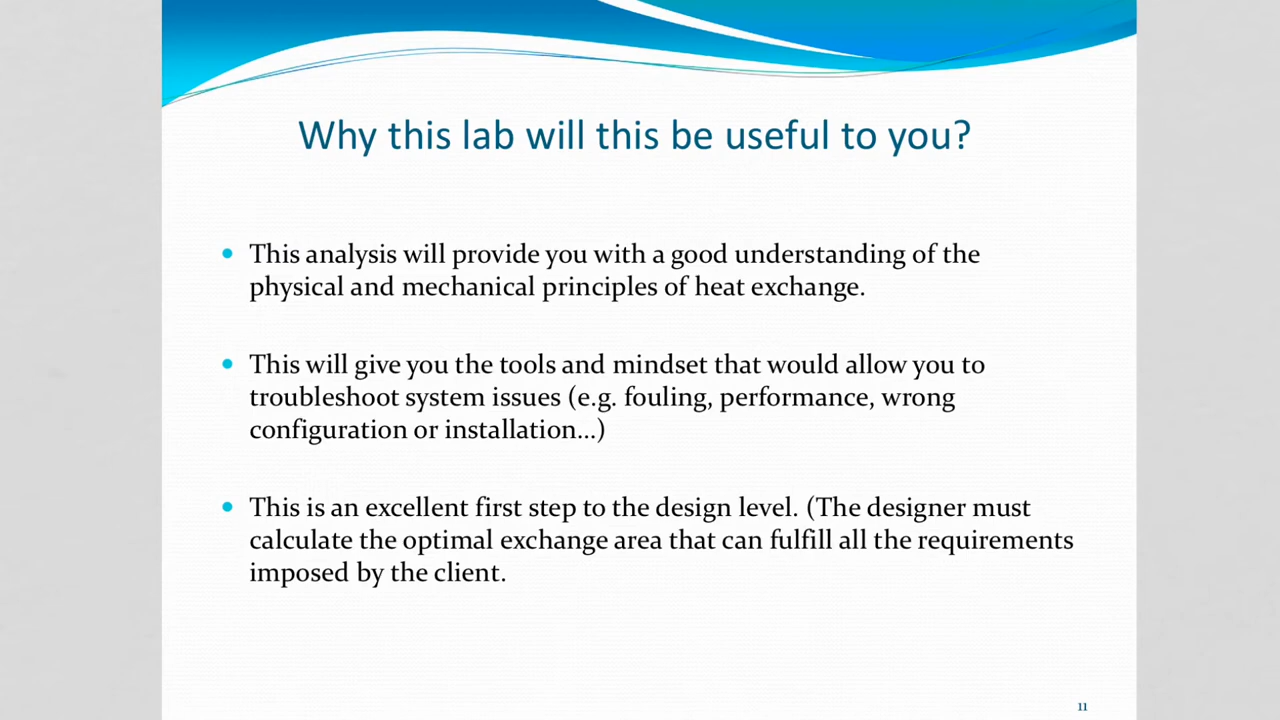 Why this lab will this be useful to you?
• This analysis will provide you with a good understanding of the
physical and mechanical principles of heat exchange.
• This will give you the tools and mindset that would allow you to
troubleshoot system issues (e.g. fouling, performance, wrong
configuration or installation...)
• This is an excellent first step to the design level. (The designer must
calculate the optimal exchange area that can fulfill all the requirements
imposed by the client.
11